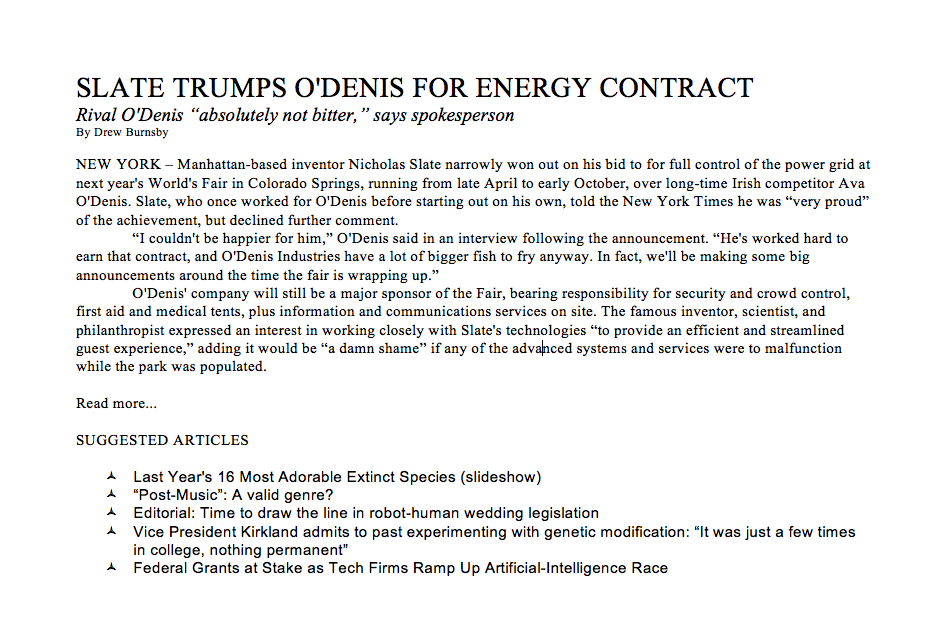 SLATE TRUMPS O'DENIS FOR ENERGY CONTRACT
Rival O'Denis “absolutely not bitter,” says spokesperson
By Drew Burnsby
NEW YORK – Manhattan-based inventor Nicholas Slate narrowly won out on his bid to for full control of the power grid at
next year's World's Fair in Colorado Springs, running from late April to early October, over long-time Irish competitor Ava
O'Denis. Slate, who once worked for O'Denis before starting out on his own, told the New York Times he was “very proud”
of the achievement, but declined further comment.
“I couldn't be happier for him,” O'Denis said in an interview following the announcement. “He's worked hard to
earn that contract, and O'Denis Industries have a lot of bigger fish to fry anyway. In fact, we'll be making some big
announcements around the time the fair is wrapping up.”
O'Denis' company will still be a major sponsor of the Fair, bearing responsibility for security and crowd control,
first aid and medical tents, plus information and communications services on site. The famous inventor, scientist, and
philanthropist expressed an interest in working closely with Slate's technologies “to provide an efficient and streamlined
guest experience,” adding it would be “a damn shame” if any of the advanced systems and services were to malfunction
while the park was populated.
Read more...
SUGGESTED ARTICLES
Last Year's 16 Most Adorable Extinct Species (slideshow)
“Post-Music”: A valid genre?
Editorial: Time to draw the line in robot-human wedding legislation
Vice President Kirkland admits to past experimenting with genetic modification: “It was just a few times
in college, nothing permanent”
Federal Grants at Stake as Tech Firms Ramp Up Artificial-Intelligence Race